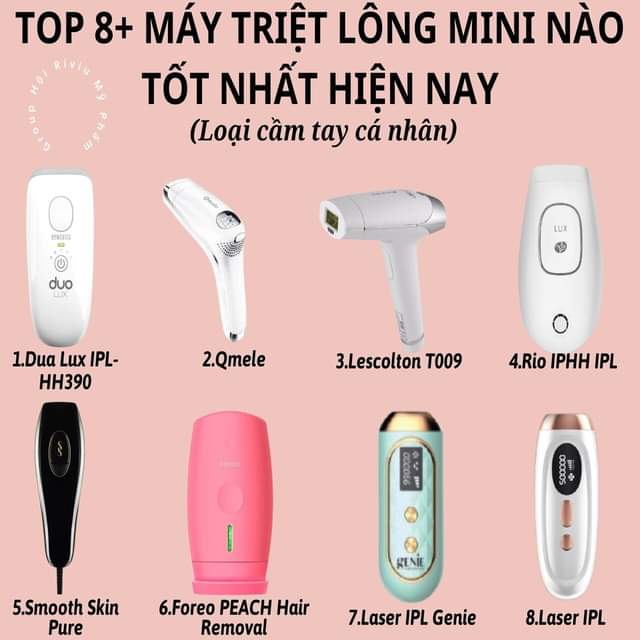 TOP 8+ MÁY TRIỆT LÔNG MINI NÀO
TỐT NHẤT HIỆN NAY
(Loại cầm tay cá nhân)
Group Hội Riviu Mỹ Phẩm
HOMEDICS
duo
LUX
Qmele
LUX
1.Dua Lux IPL-
HH390
2.Qmele
3.Lescolton T009
4.Rio IPHH IPL
FOREO
GENIE
5.Smooth Skin
Pure
6.Foreo PEACH Hair
Removal
7.Laser IPL Genie
8.Laser IPL